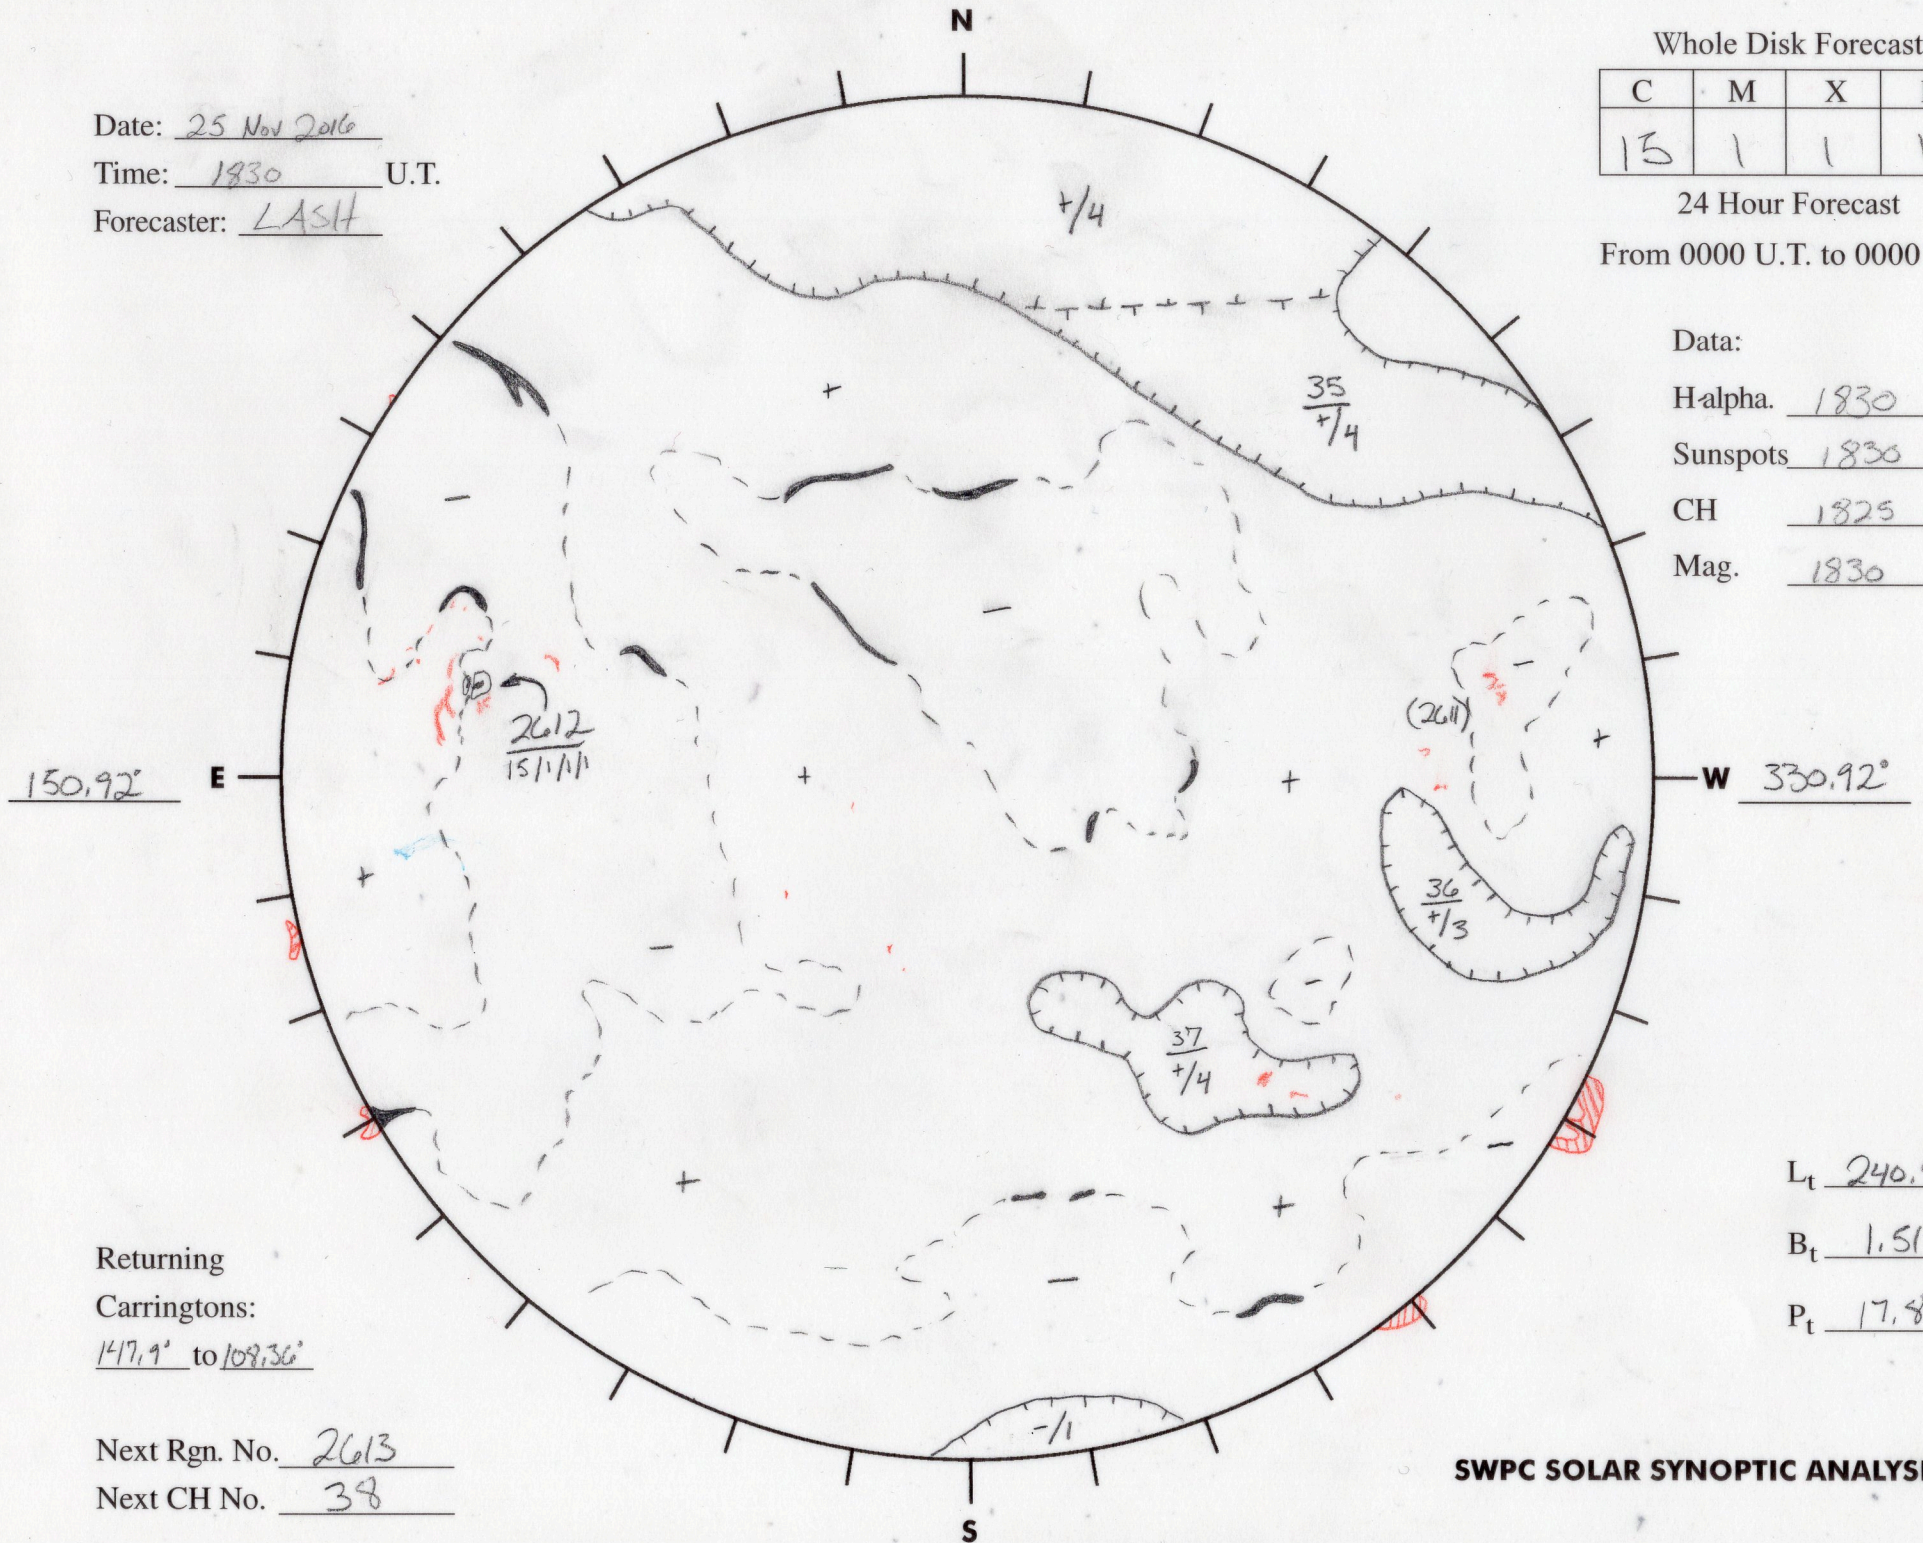 N
Whole Disk Forecast
C M X
15 1 1 1
24 Hour Forecast
From 0000 U.T. to 0000
Date: 25 Nov 2016
Time: 1830 U.T.
Forecaster: LASH
Data:
H-alpha. 1830
Sunspots 1830
CH 1825
Mag. 1830
+/4
+
35
+/4
-
-
-
(2611)
+
2612
15/1/1/1
150.92° E
+
+
W 330.92°
+
36
+/3
-
-
37
+/4
-
+
+
-
-/1
Lt 240.
Bt 1.51
Pt 17.8
Returning
Carringtons:
147.9° to 108.36°
Next Rgn. No. 2613
Next CH No. 38
SWPC SOLAR SYNOPTIC ANALYS
S